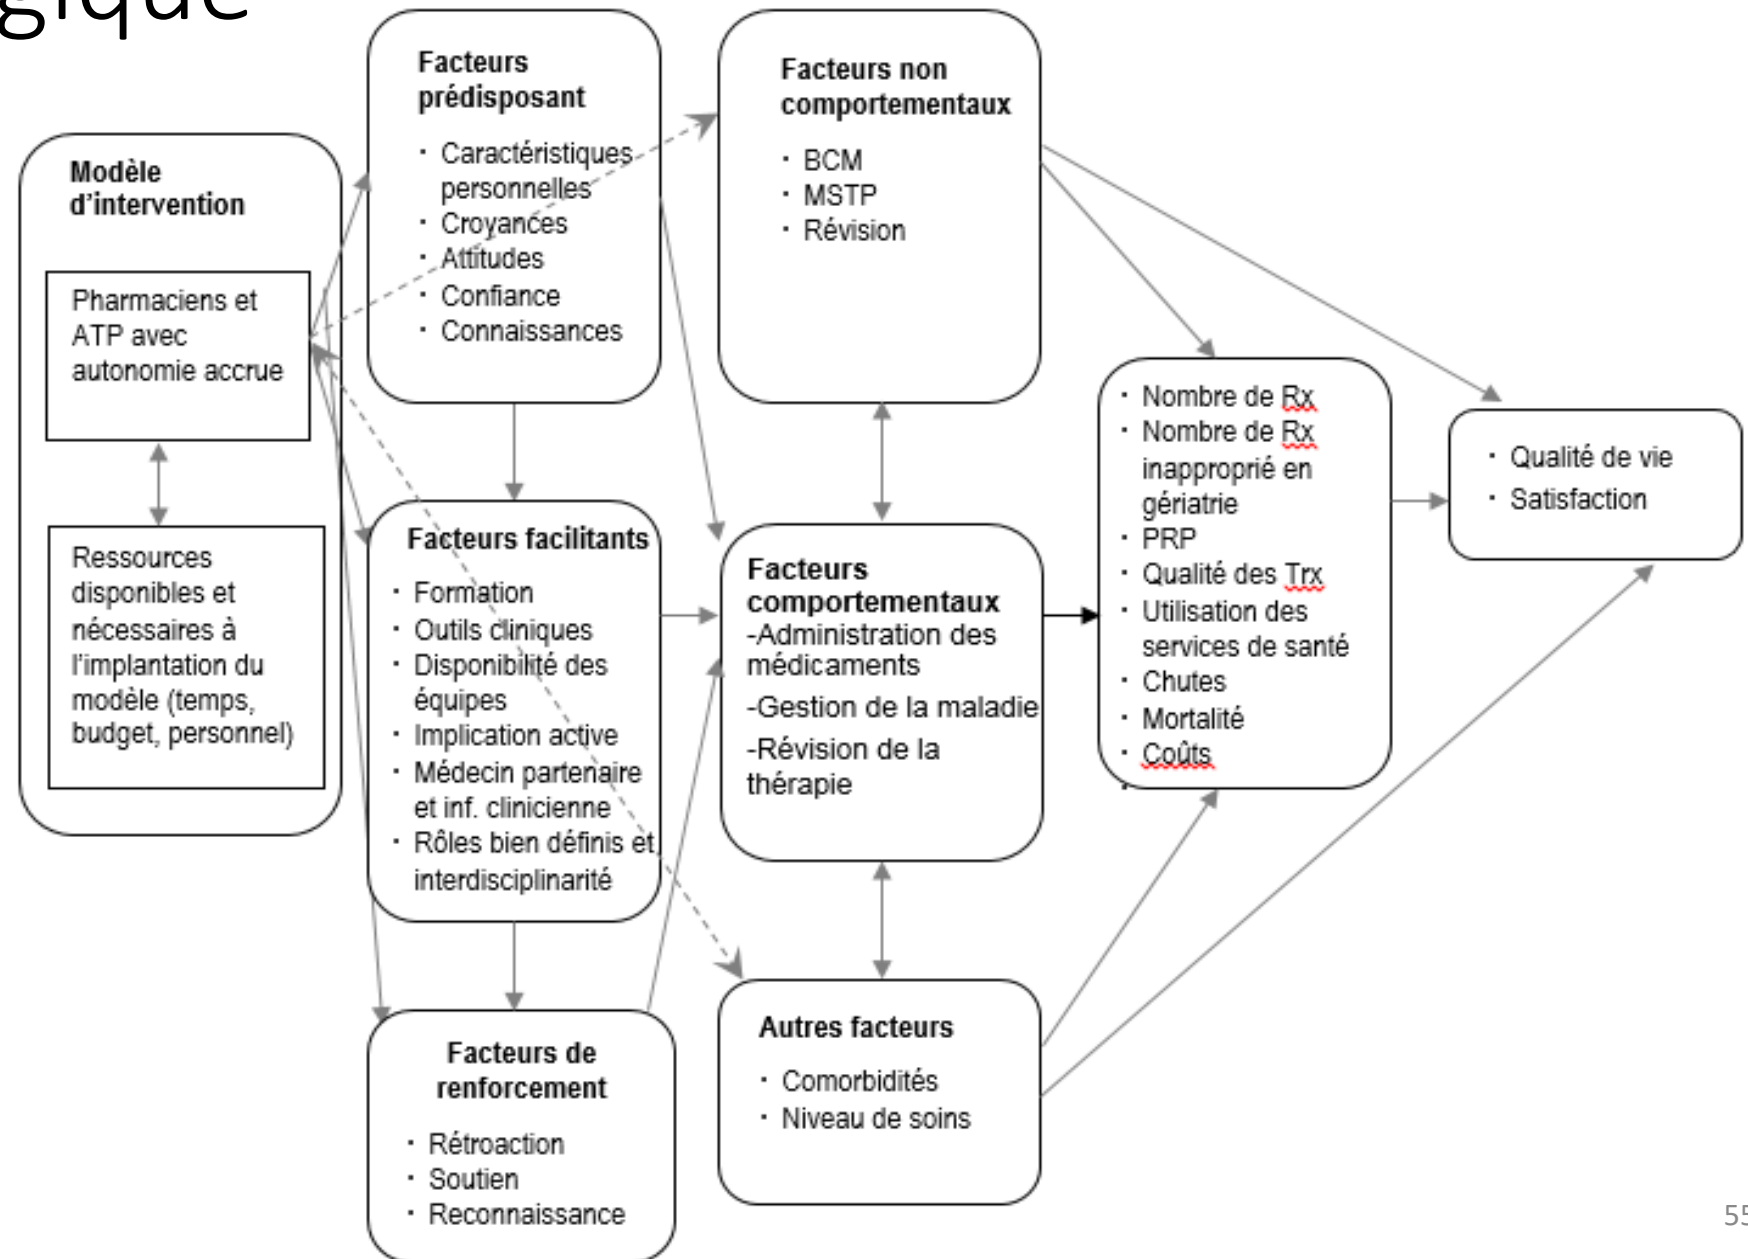 gique
Modèle
d'intervention
Pharmaciens et
ATP avec
autonomie accrue
Ressources
disponibles et
nécessaires à
l'implantation du
modèle (temps,
budget, personnel)
Facteurs
prédisposant
· Caractéristiques
personnelles
· Croyances
· Attitudes
· Confiance
· Connaissances
Facteurs facilitants
· Formation
· Outils cliniques
· Disponibilité des
équipes
· Implication active
· Médecin partenaire
et inf. clinicienne
· Rôles bien définis et
interdisciplinarité
Facteurs de
renforcement
· Rétroaction
· Soutien
· Reconnaissance
Facteurs non
comportementaux
· BCM
· MSTP
· Révision
Facteurs
comportementaux
-Administration des
médicaments
-Gestion de la maladie
-Révision de la
thérapie
Autres facteurs
· Comorbidités
· Niveau de soins
· Nombre de Rx
· Nombre de Rx
inapproprié en
gériatrie
· PRP
· Qualité des Trx
· Utilisation des
services de santé
· Chutes
· Mortalité
· Coûts
·
· Qualité de vie
· Satisfaction
55